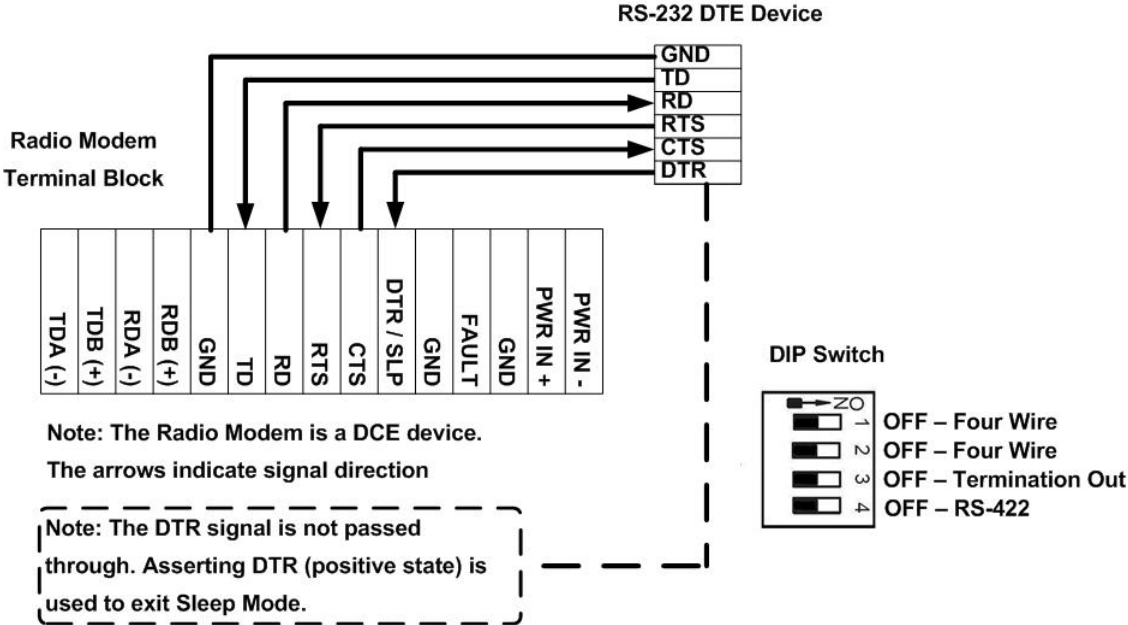 RS-232 DTE Device
GND
TD
RD
RTS
CTS
DTR
Radio Modem
Terminal Block
TDA (-)
TDB (+)
RDA (-)
RDB (+)
GND
TD
RD
RTS
CTS
DTR / SLP
GND
FAULT
GND
PWR IN +
PWR IN -
DIP Switch
ON
1 OFF – Four Wire
2 OFF – Four Wire
3 OFF – Termination Out
4 OFF – RS-422
Note: The Radio Modem is a DCE device.
The arrows indicate signal direction
Note: The DTR signal is not passed
through. Asserting DTR (positive state) is
used to exit Sleep Mode.